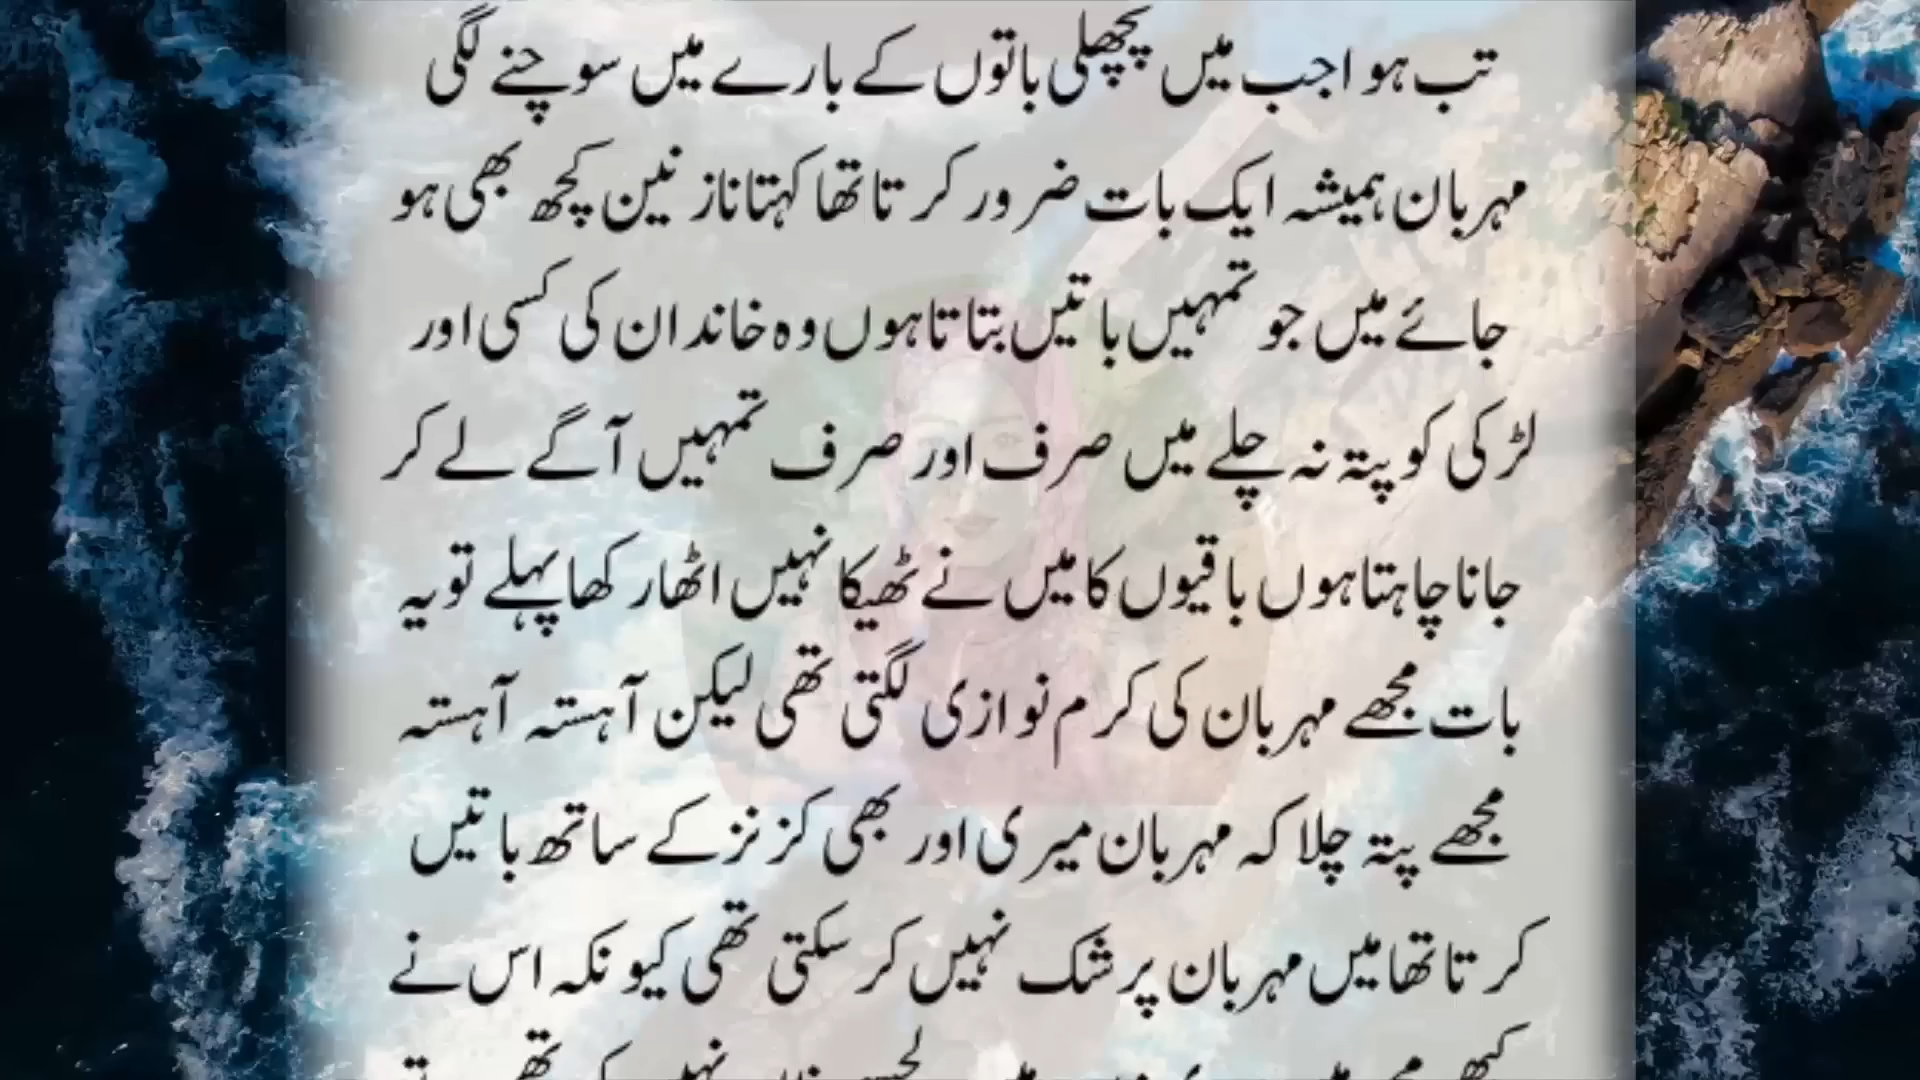 تب ہوا جب میں پچھلی باتوں کے بارے میں سوچنے لگی
مہربان ہمیشہ ایک بات ضرور کرتا تھا کہتا نازنین کچھ بھی ہو
جائے میں جو تمہیں باتیں بتاتا ہوں وہ خاندان کی کسی اور
لڑکی کو پتہ نہ چلے میں صرف اور صرف تمہیں آگے لے کر
جانا چاہتا ہوں باقیوں کا میں نے ٹھیکا نہیں اٹھا رکھا پہلے تو یہ
بات مجھے مہربان کی کرم نوازی لگتی تھی لیکن آہستہ آہستہ
مجھے پتہ چلا کہ مہربان میری اور بھی کزنز کے ساتھ باتیں
کرتا تھا میں مہربان پر شک نہیں کر سکتی تھی کیونکہ اس نے